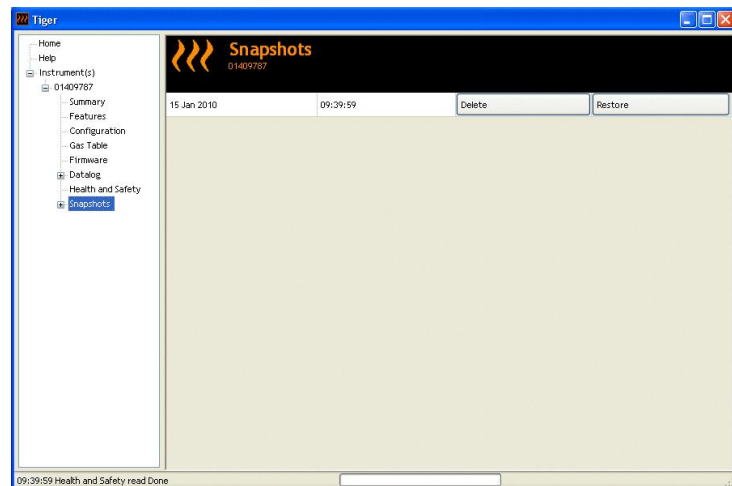 Tiger
Home
Help
Instrument(s)
01409787
Summary
Features
Configuration
Gas Table
Firmware
Datalog
Health and Safety
Snapshots
Snapshots
01409787
15 Jan 2010 09:39:59 Delete Restore
09:39:59 Health and Safety read Done